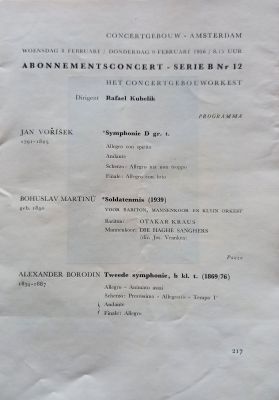 CONCERTGEBOUW - AMSTERDAM
WOENSDAG 8 FEBRUARI / DONDERDAG 9 FEBRUARI 1956 / 8.15 UUR
ABONNEMENTSCONCERT - SERIE B Nr 12
HET CONCERTGEBOUWORKEST
Dirigent Rafael Kubelik
PROGRAMMA
JAN VOŘÍŠEK *Symphonie D gr. t.
1791-1825
Allegro con spirito
Andante
Scherzo: Allegro ma non troppo
Finale: Allegro con brio
BOHUSLAV MARTINŮ *Soldatenmis (1939)
geb. 1890 VOOR BARITON, MANNENKOOR EN KLEIN ORKEST
Bariton: OTAKAR KRAUS
Mannenkoor: DIE HAGHE SANGHERS
(dir. Jos. Vranken)
Pauze
ALEXANDER BORODIN Tweede symphonie, b kl. t. (1869/76)
1834-1887
Allegro - Animato assai
Scherzo: Prestissimo - Allegretto - Tempo I°
Andante
Finale: Allegro
217